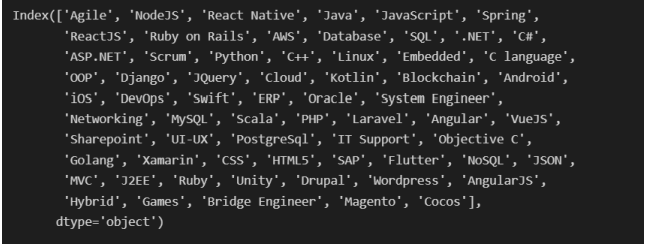 Index(['Agile', 'NodeJS', 'React Native', 'Java', 'JavaScript', 'Spring',
'ReactJS', 'Ruby on Rails', 'AWS', 'Database', 'SQL', '.NET', 'C#',
'ASP.NET', 'Scrum', 'Python', 'C++', 'Linux', 'Embedded', 'C language',
'OOP', 'Django', 'JQuery', 'Cloud', 'Kotlin', 'Blockchain', 'Android',
'iOS', 'DevOps', 'Swift', 'ERP', 'Oracle', 'System Engineer',
'Networking', 'MySQL', 'Scala', 'PHP', 'Laravel', 'Angular', 'VueJS',
'Sharepoint', 'UI-UX', 'PostgreSql', 'IT Support', 'Objective C',
'Golang', 'Xamarin', 'CSS', 'HTML5', 'SAP', 'Flutter', 'NoSQL', 'JSON',
'MVC', 'J2EE', 'Ruby', 'Unity', 'Drupal', 'Wordpress', 'AngularJS',
'Hybrid', 'Games', 'Bridge Engineer', 'Magento', 'Cocos'],
dtype='object')